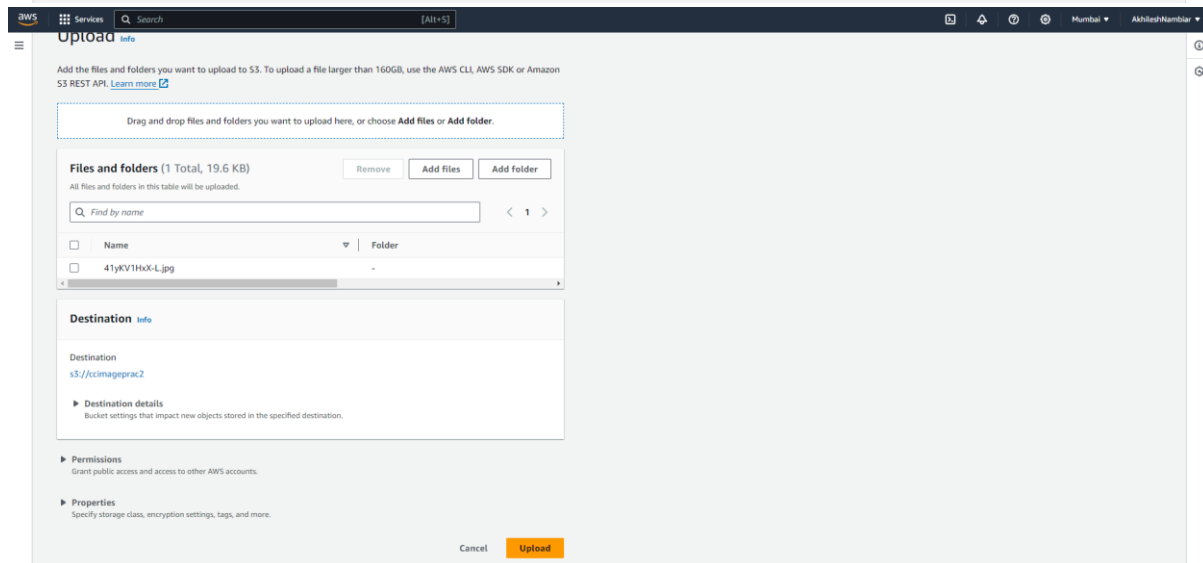 aws Services Search [Alt+S] Mumbai AkhileshNambiar
Upload Info
Add the files and folders you want to upload to S3. To upload a file larger than 160GB, use the AWS CLI, AWS SDK or Amazon
S3 REST API. Learn more
Drag and drop files and folders you want to upload here, or choose Add files or Add folder.
Files and folders (1 Total, 19.6 KB) Remove Add files Add folder
All files and folders in this table will be uploaded.
Find by name 1
Name Folder
41yKV1HxX-L.jpg -
Destination Info
Destination
s3://ccimageprac2
Destination details
Bucket settings that impact new objects stored in the specified destination.
Permissions
Grant public access and access to other AWS accounts.
Properties
Specify storage class, encryption settings, tags, and more.
Cancel Upload